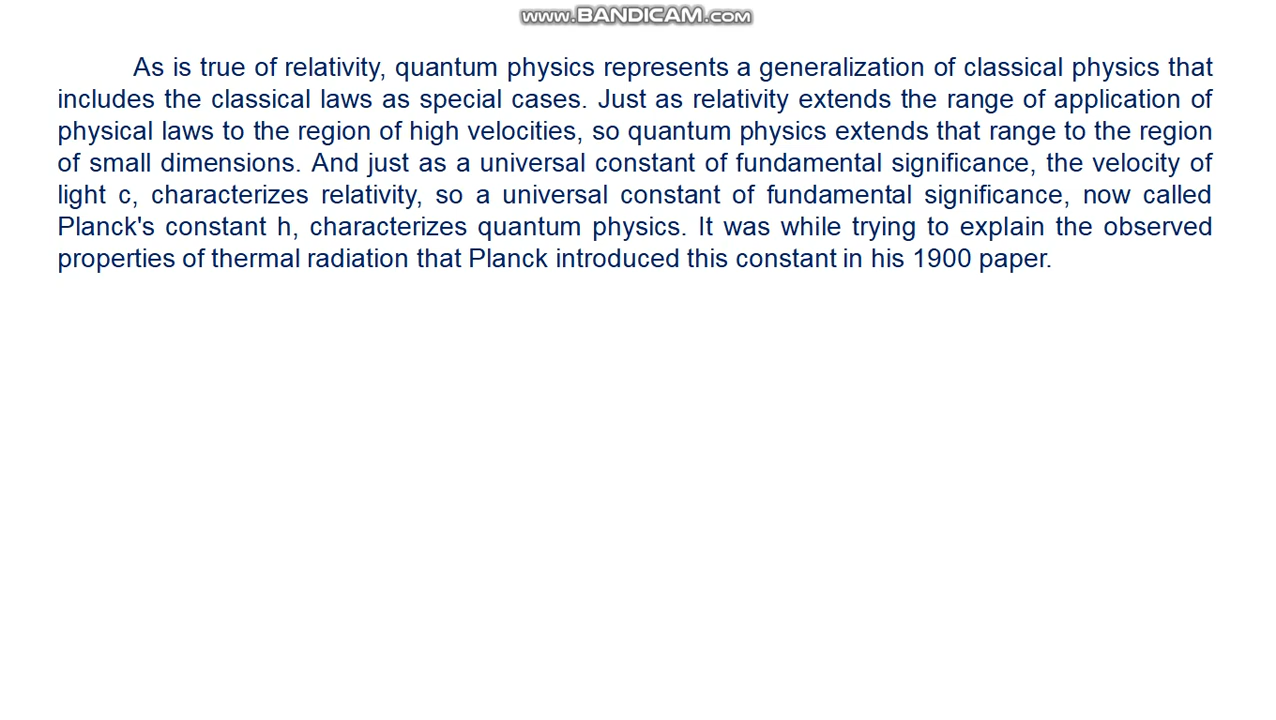 www.BANDICAM.com
As is true of relativity, quantum physics represents a generalization of classical physics that
includes the classical laws as special cases. Just as relativity extends the range of application of
physical laws to the region of high velocities, so quantum physics extends that range to the region
of small dimensions. And just as a universal constant of fundamental significance, the velocity of
light c, characterizes relativity, so a universal constant of fundamental significance, now called
Planck's constant h, characterizes quantum physics. It was while trying to explain the observed
properties of thermal radiation that Planck introduced this constant in his 1900 paper.